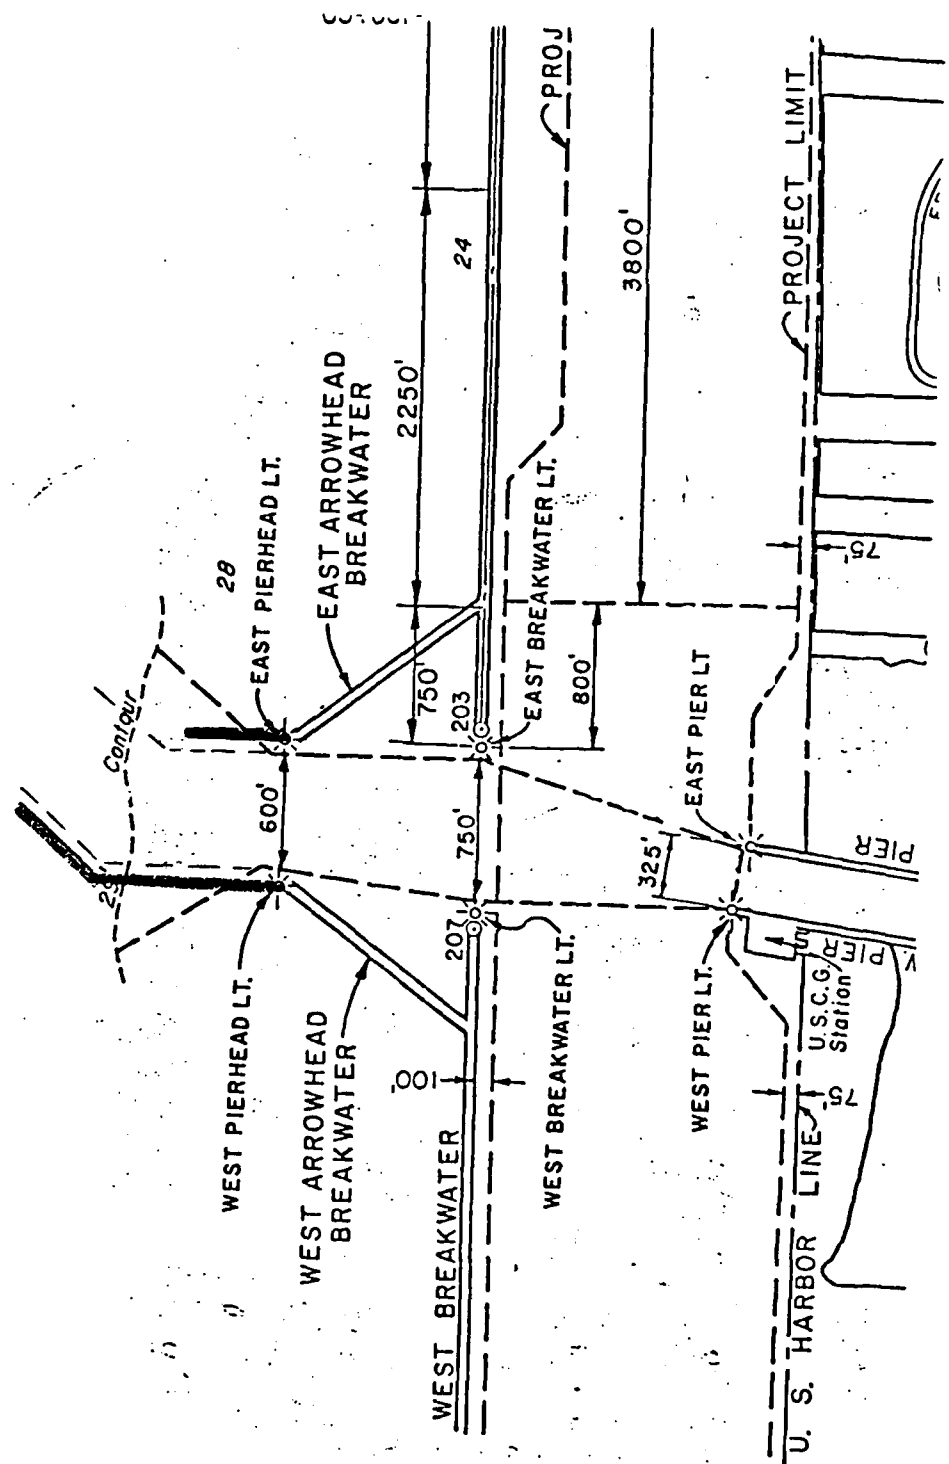 PROJ
PROJECT LIMIT
24
3800'
2250'
EAST ARROWHEAD
BREAKWATER
EAST PIERHEAD LT.
28
75'
EAST BREAKWATER LT.
750'
800'
203
Contour
EAST PIER LT
600'
750'
325'
PIER
29
207
WEST PIERHEAD LT.
WEST BREAKWATER LT.
WEST PIER LT.
PIERS
U.S.C.G.
Station
WEST ARROWHEAD
BREAKWATER
100'
75'
WEST BREAKWATER
U. S. HARBOR LINE